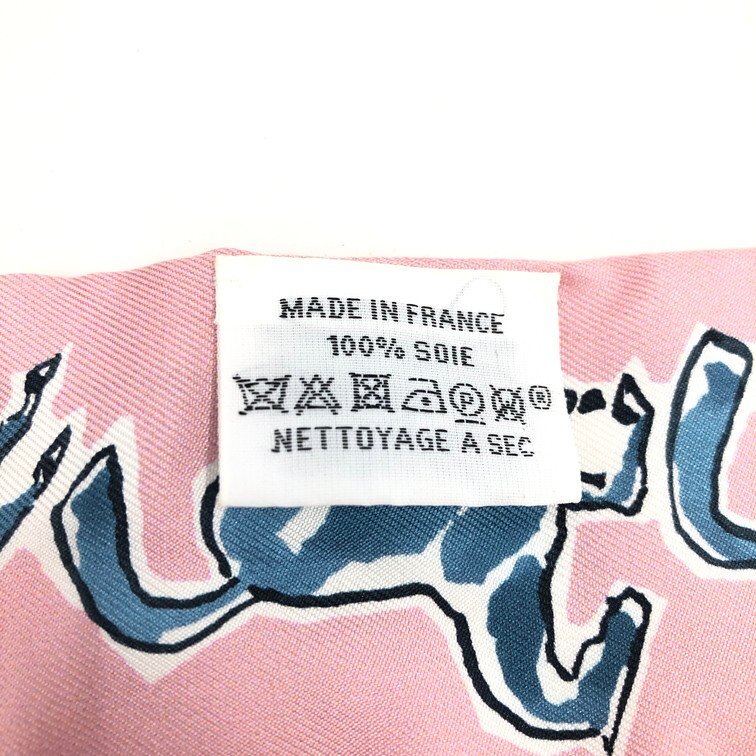 MADE IN FRANCE
100% SOIE
P ®
NETTOYAGE A SEC